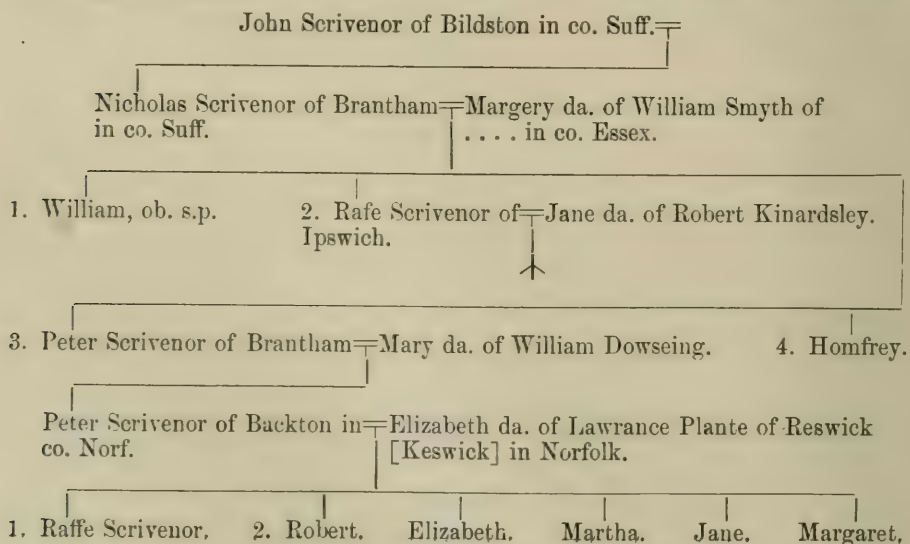 John Scrivenor of Bildston in co. Suff.
Nicholas Scrivenor of Brantham Margery da. of William Smyth of
in co. Suff. . . . . in co. Essex.
1. William, ob. s.p. 2. Rafe Scrivenor of Jane da. of Robert Kinardsley.
Ipswich.
3. Peter Scrivenor of Brantham Mary da. of William Dowseing. 4. Homfrey.
Peter Scrivenor of Backton in Elizabeth da. of Lawrance Plante of Reswick
co. Norf. [Keswick] in Norfolk.
1. Raffe Scrivenor. 2. Robert. Elizabeth. Martha. Jane. Margaret.